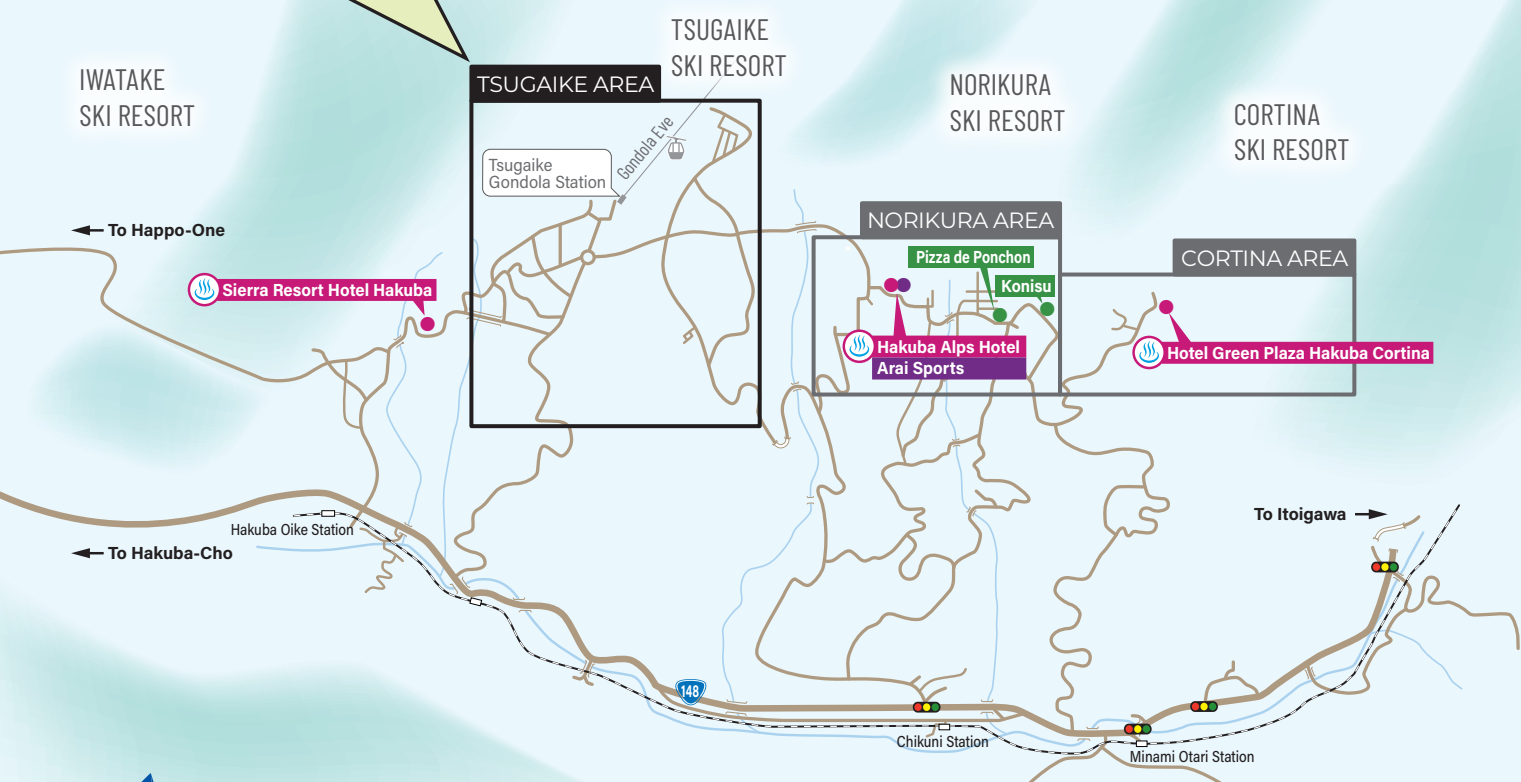 TSUGAIKE
SKI RESORT
IWATAKE
SKI RESORT
TSUGAIKE AREA
NORIKURA
SKI RESORT
CORTINA
SKI RESORT
Gondola Eve
Tsugaike
Gondola Station
To Happo-One
NORIKURA AREA
Pizza de Ponchon
CORTINA AREA
Sierra Resort Hotel Hakuba
Konisu
Hakuba Alps Hotel
Arai Sports
Hotel Green Plaza Hakuba Cortina
Hakuba Oike Station
To Hakuba-Cho
To Itoigawa
148
Chikuni Station
Minami Otari Station